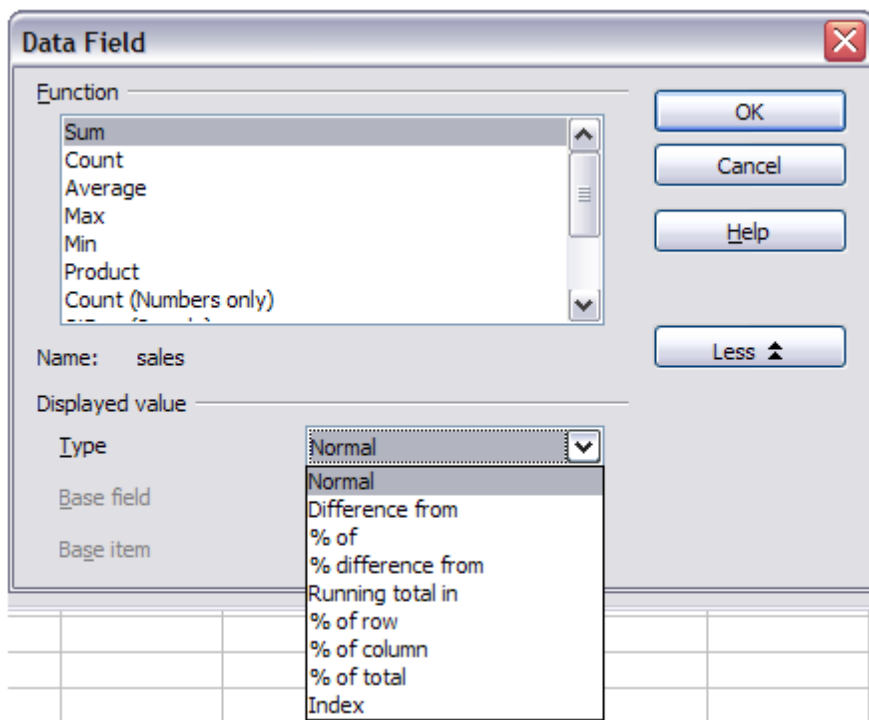 Data Field
Function
Sum
Count
Average
Max
Min
Product
Count (Numbers only)
OK
Cancel
Help
Less
Name: sales
Displayed value
Type Normal
Normal
Difference from
% of
% difference from
Running total in
% of row
% of column
% of total
Index
Base field
Base item